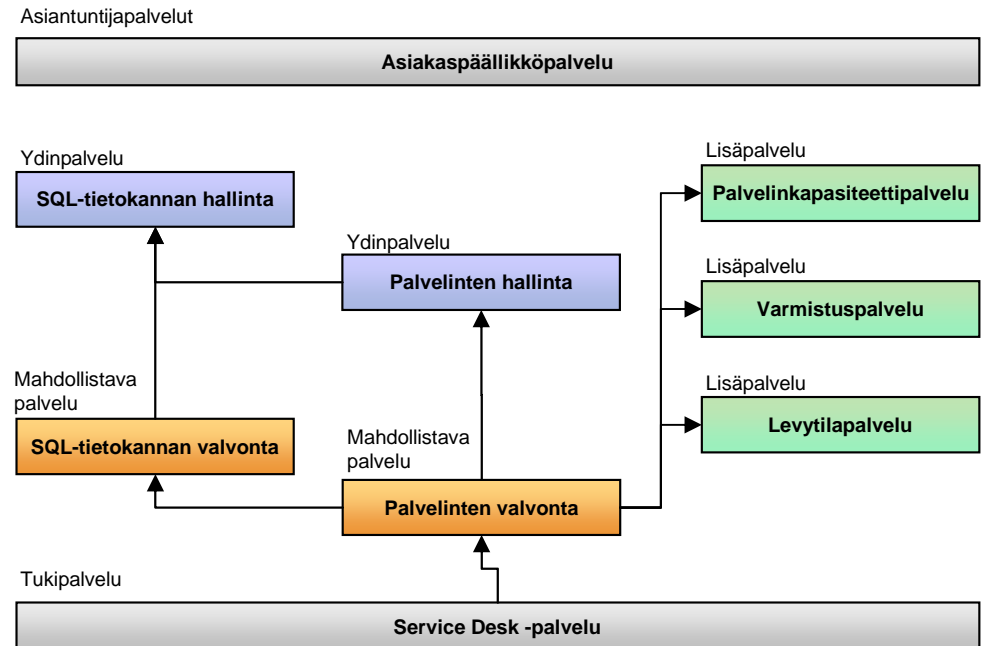 Asiantuntijapalvelut
Asiakaspäällikköpalvelu
Ydinpalvelu
SQL-tietokannan hallinta
Lisäpalvelu
Palvelinkapasiteettipalvelu
Ydinpalvelu
Palvelinten hallinta
Lisäpalvelu
Varmistuspalvelu
Mahdollistava
palvelu
SQL-tietokannan valvonta
Lisäpalvelu
Levytilapalvelu
Mahdollistava
palvelu
Palvelinten valvonta
Tukipalvelu
Service Desk -palvelu